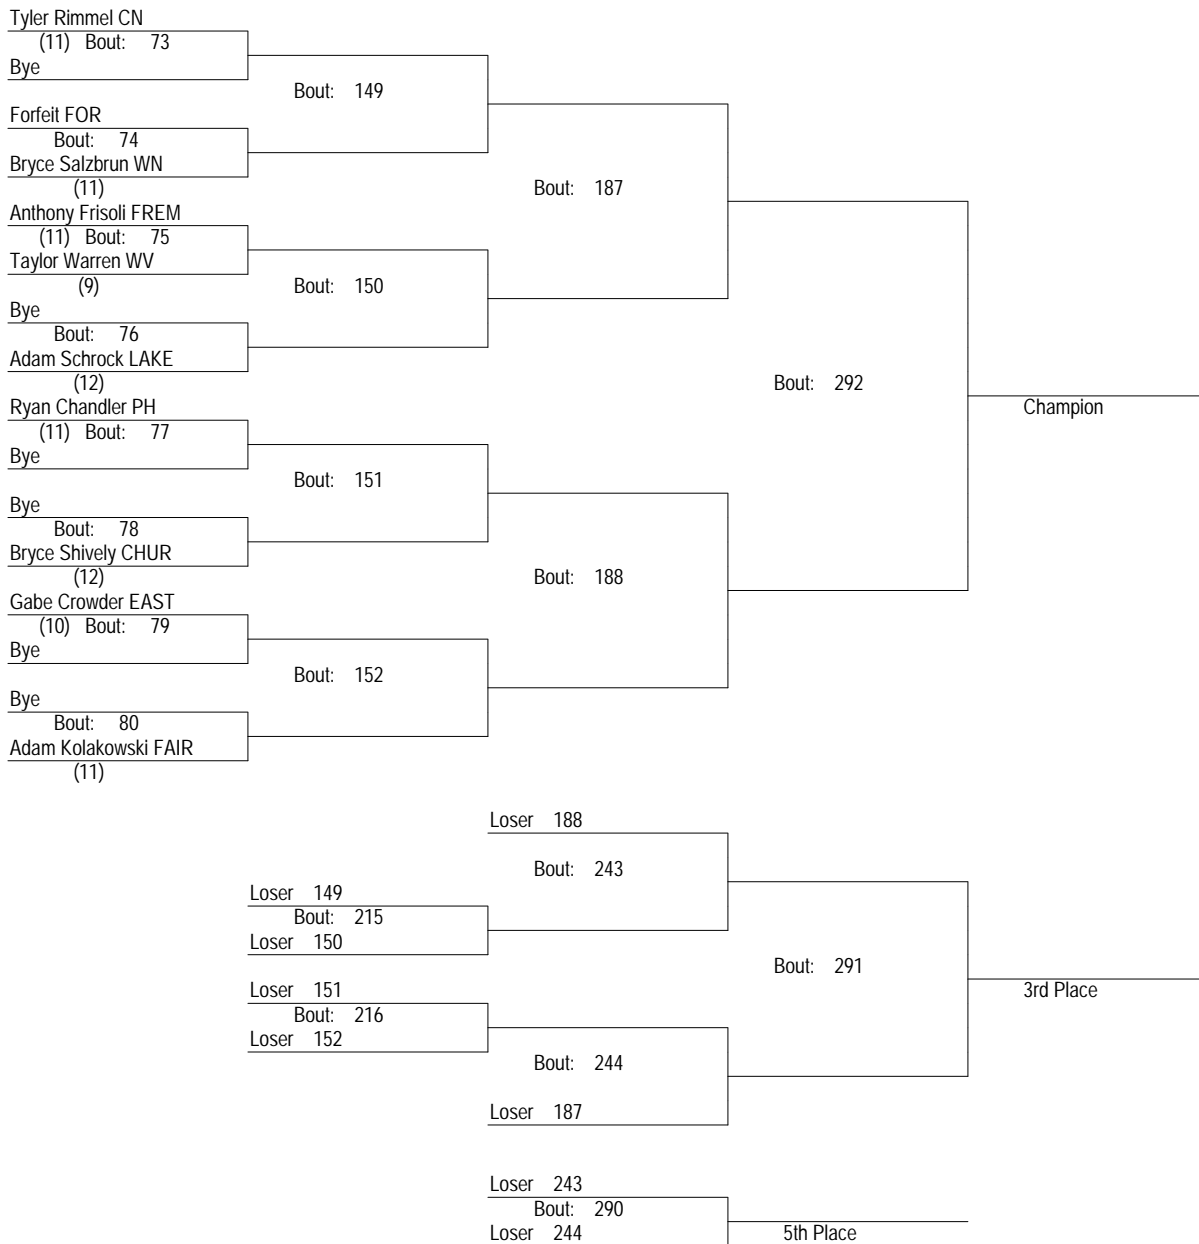 Tyler Rimmel CN
(11) Bout: 73
Bye
Bout: 149
Forfeit FOR
Bout: 74
Bryce Salzbrun WN
(11)
Bout: 187
Anthony Frisoli FREM
(11) Bout: 75
Taylor Warren WV
(9)
Bout: 150
Bye
Bout: 76
Adam Schrock LAKE
(12)
Bout: 292
Ryan Chandler PH
(11) Bout: 77
Champion
Bye
Bout: 151
Bye
Bout: 78
Bryce Shively CHUR
(12)
Bout: 188
Gabe Crowder EAST
(10) Bout: 79
Bye
Bout: 152
Bye
Bout: 80
Adam Kolakowski FAIR
(11)
Loser 188
Bout: 243
Loser 149
Bout: 215
Loser 150
Bout: 291
Loser 151
3rd Place
Bout: 216
Loser 152
Bout: 244
Loser 187
Loser 243
Bout: 290
Loser 244
5th Place